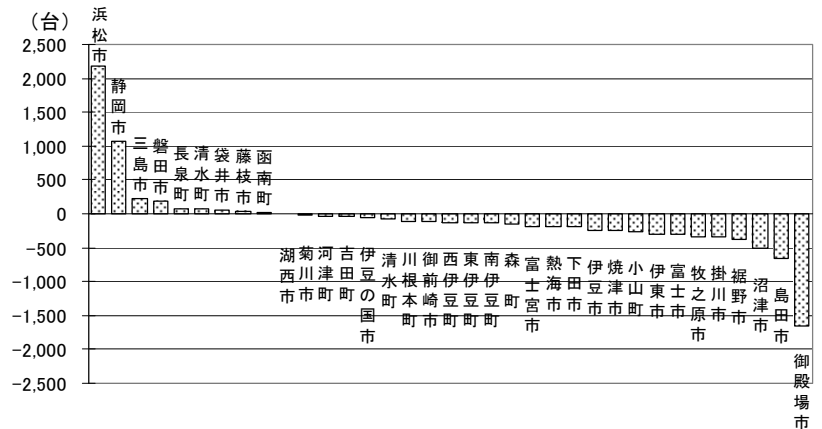 (台)
2,500
2,000
1,500
1,000
500
0
-500
-1,000
-1,500
-2,000
-2,500
浜松市
静岡市
三島市
磐田市
長泉町
清水町
袋井市
藤枝市
函南町
湖西市
菊川市
河津町
吉田町
伊豆の国市
清水町
川根本町
御前崎市
西伊豆町
東伊豆町
南伊豆町
森町
富士宮市
熱海市
下田市
伊豆市
焼津市
小山町
伊東市
富士市
牧之原市
掛川市
裾野市
沼津市
島田市
御殿場市